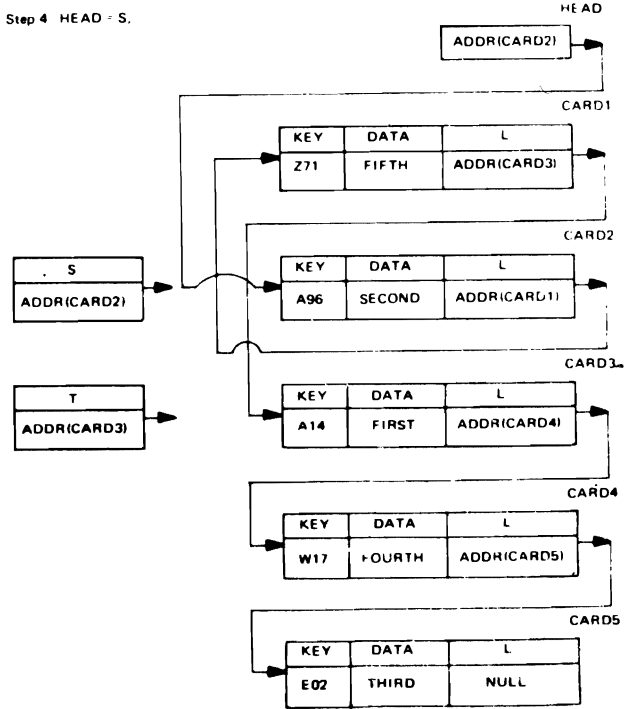 Step 4 HEAD = S,
HEAD
ADDR(CARD2)
CARD1
KEY DATA L
Z71 FIFTH ADDR(CARD3)
CARD2
KEY DATA L
A96 SECOND ADDR(CARD1)
S
ADDR(CARD2)
CARD3
KEY DATA L
A14 FIRST ADDR(CARD4)
T
ADDR(CARD3)
CARD4
KEY DATA L
W17 FOURTH ADDR(CARD5)
CARD5
KEY DATA L
E02 THIRD NULL